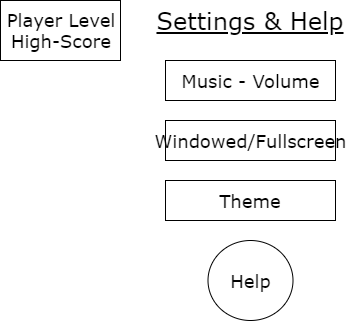 Player Level
High-Score
Settings & Help
Music - Volume
Windowed/Fullscreen
Theme
Help